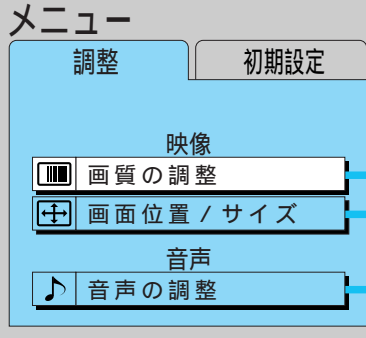 メニュー
調整 初期設定
映像
画質の調整
画面位置 / サイズ
音声
音声の調整